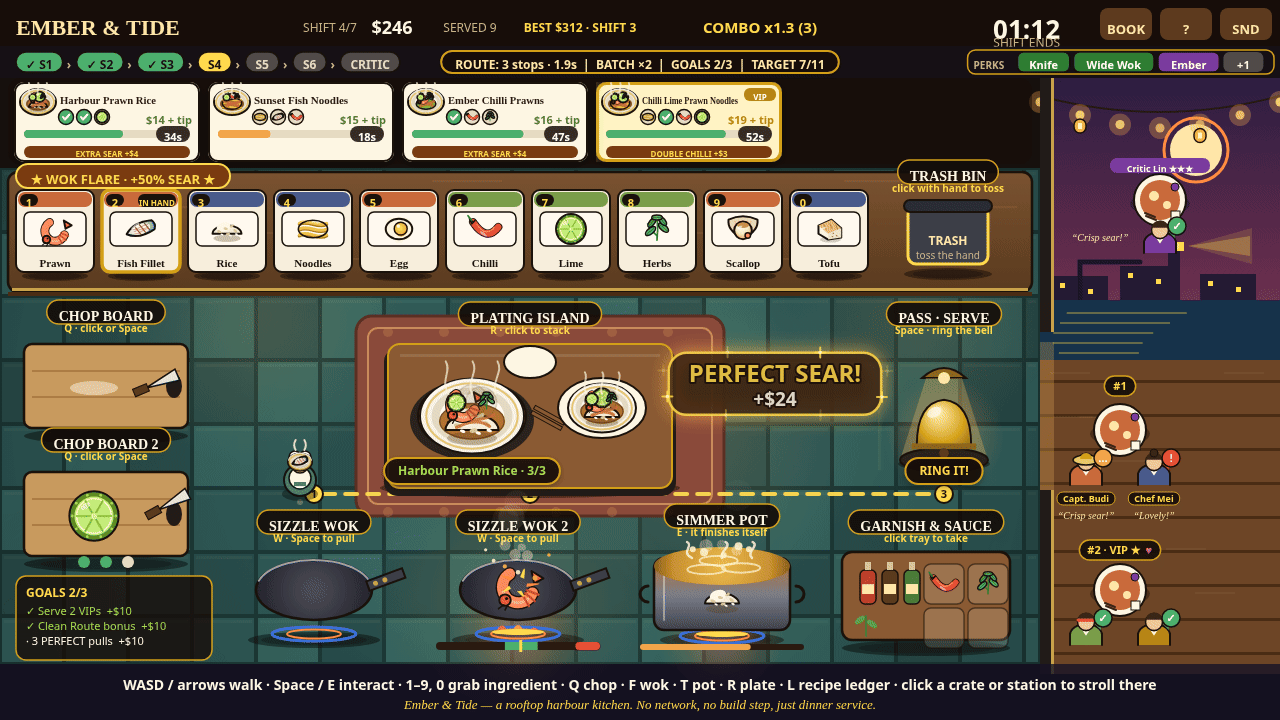 EMBER & TIDE
SHIFT 4/7
$246
SERVED 9
BEST $312 · SHIFT 3
COMBO x1.3 (3)
01:12
SHIFT ENDS
BOOK
?
SND
✓ S1 › ✓ S2 › ✓ S3 › S4 › S5 › S6 › CRITIC
ROUTE: 3 stops · 1.9s | BATCH ×2 | GOALS 2/3 | TARGET 7/11
PERKS
Knife
Wide Wok
Ember
+1
Harbour Prawn Rice
$14 + tip
34s
EXTRA SEAR +$4
Sunset Fish Noodles
$15 + tip
18s
Ember Chilli Prawns
$16 + tip
47s
EXTRA SEAR +$4
Chilli Lime Prawn Noodles
VIP
$19 + tip
52s
DOUBLE CHILLI +$3
★ WOK FLARE · +50% SEAR ★
1
Prawn
2
IN HAND
Fish Fillet
3
Rice
4
Noodles
5
Egg
6
Chilli
7
Lime
8
Herbs
9
Scallop
0
Tofu
TRASH BIN
click with hand to toss
TRASH
toss the hand
Critic Lin ★★★
“Crisp sear!”
CHOP BOARD
Q · click or Space
CHOP BOARD 2
Q · click or Space
PLATING ISLAND
R · click to stack
Harbour Prawn Rice · 3/3
PERFECT SEAR!
+$24
PASS · SERVE
Space · ring the bell
RING IT!
3
SIZZLE WOK
W · Space to pull
SIZZLE WOK 2
W · Space to pull
SIMMER POT
E · it finishes itself
GARNISH & SAUCE
click tray to take
GOALS 2/3
✓ Serve 2 VIPs +$10
✓ Clean Route bonus +$10
· 3 PERFECT pulls +$10
#1
...
!
Capt. Budi
Chef Mei
“Crisp sear!”
“Lovely!”
#2 · VIP ★ ♥
WASD / arrows walk · Space / E interact · 1–9, 0 grab ingredient · Q chop · F wok · T pot · R plate · L recipe ledger · click a crate or station to stroll there
Ember & Tide — a rooftop harbour kitchen. No network, no build step, just dinner service.